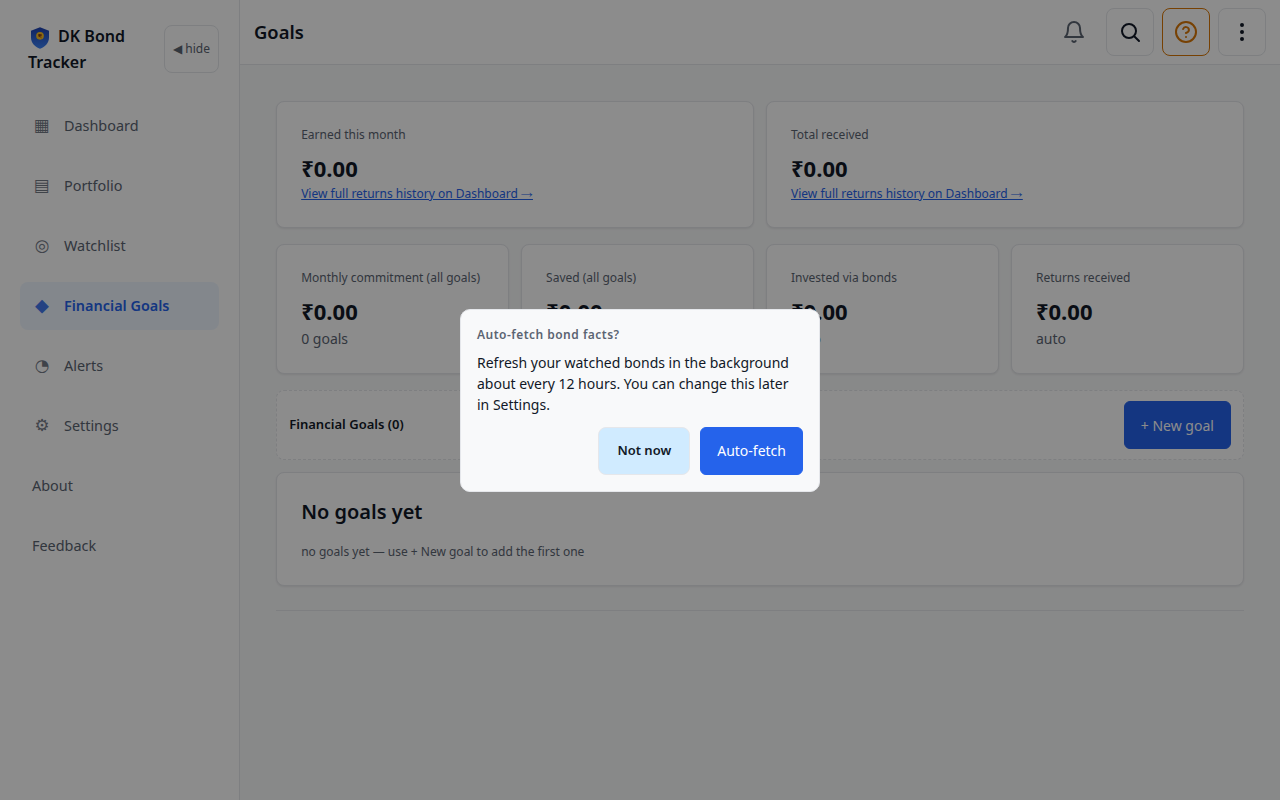 DK Bond
Tracker
◀ hide
Dashboard
Portfolio
Watchlist
Financial Goals
Alerts
Settings
About
Feedback
Goals
Earned this month
₹0.00
View full returns history on Dashboard →
Total received
₹0.00
View full returns history on Dashboard →
Monthly commitment (all goals)
₹0.00
0 goals
Saved (all goals)
Invested via bonds
Returns received
₹0.00
auto
Auto-fetch bond facts?
Refresh your watched bonds in the background
about every 12 hours. You can change this later
in Settings.
Not now
Auto-fetch
Financial Goals (0)
+ New goal
No goals yet
no goals yet — use + New goal to add the first one